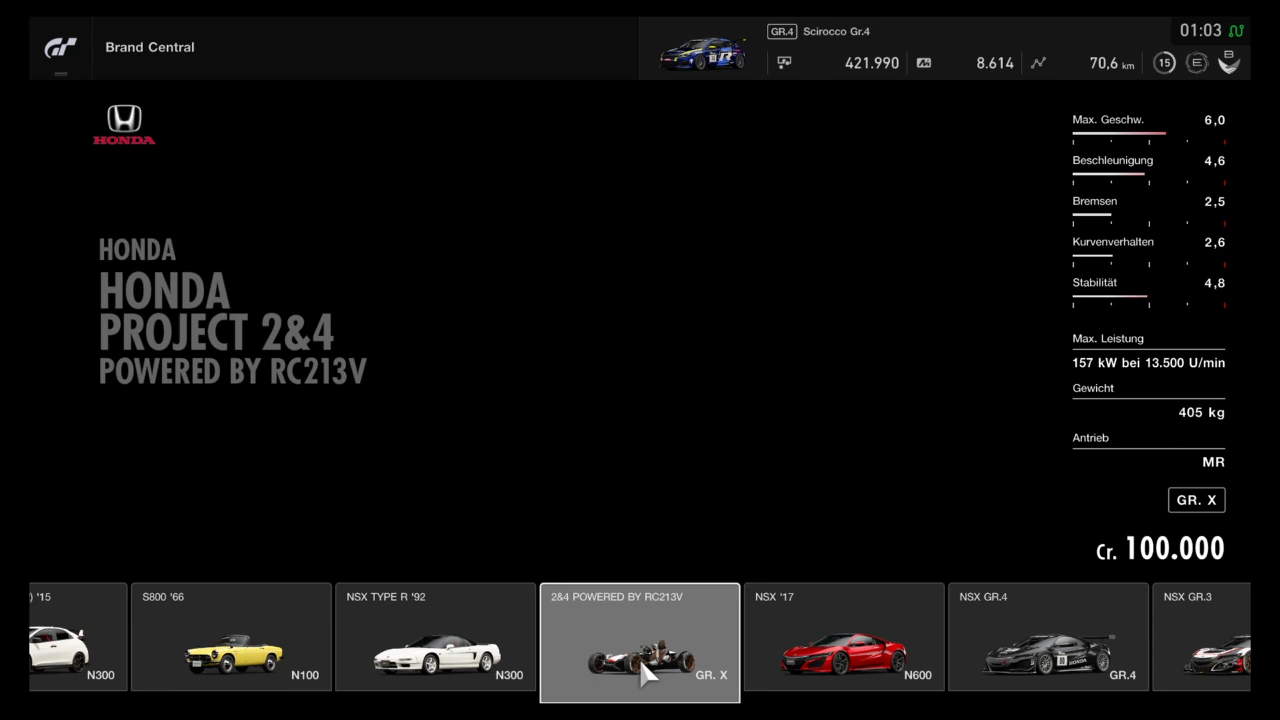 Brand Central
GR.4 Scirocco Gr.4
01:03
421.990
8.614
70,6 km
15
E
B
HONDA
HONDA
HONDA
PROJECT 2&4
POWERED BY RC213V
Max. Geschw. 6,0
Beschleunigung 4,6
Bremsen 2,5
Kurvenverhalten 2,6
Stabilität 4,8
Max. Leistung
157 kW bei 13.500 U/min
Gewicht
405 kg
Antrieb
MR
GR. X
Cr. 100.000
) '15
N300
S800 '66
N100
NSX TYPE R '92
N300
2&4 POWERED BY RC213V
GR. X
NSX '17
N600
NSX GR.4
GR.4
NSX GR.3